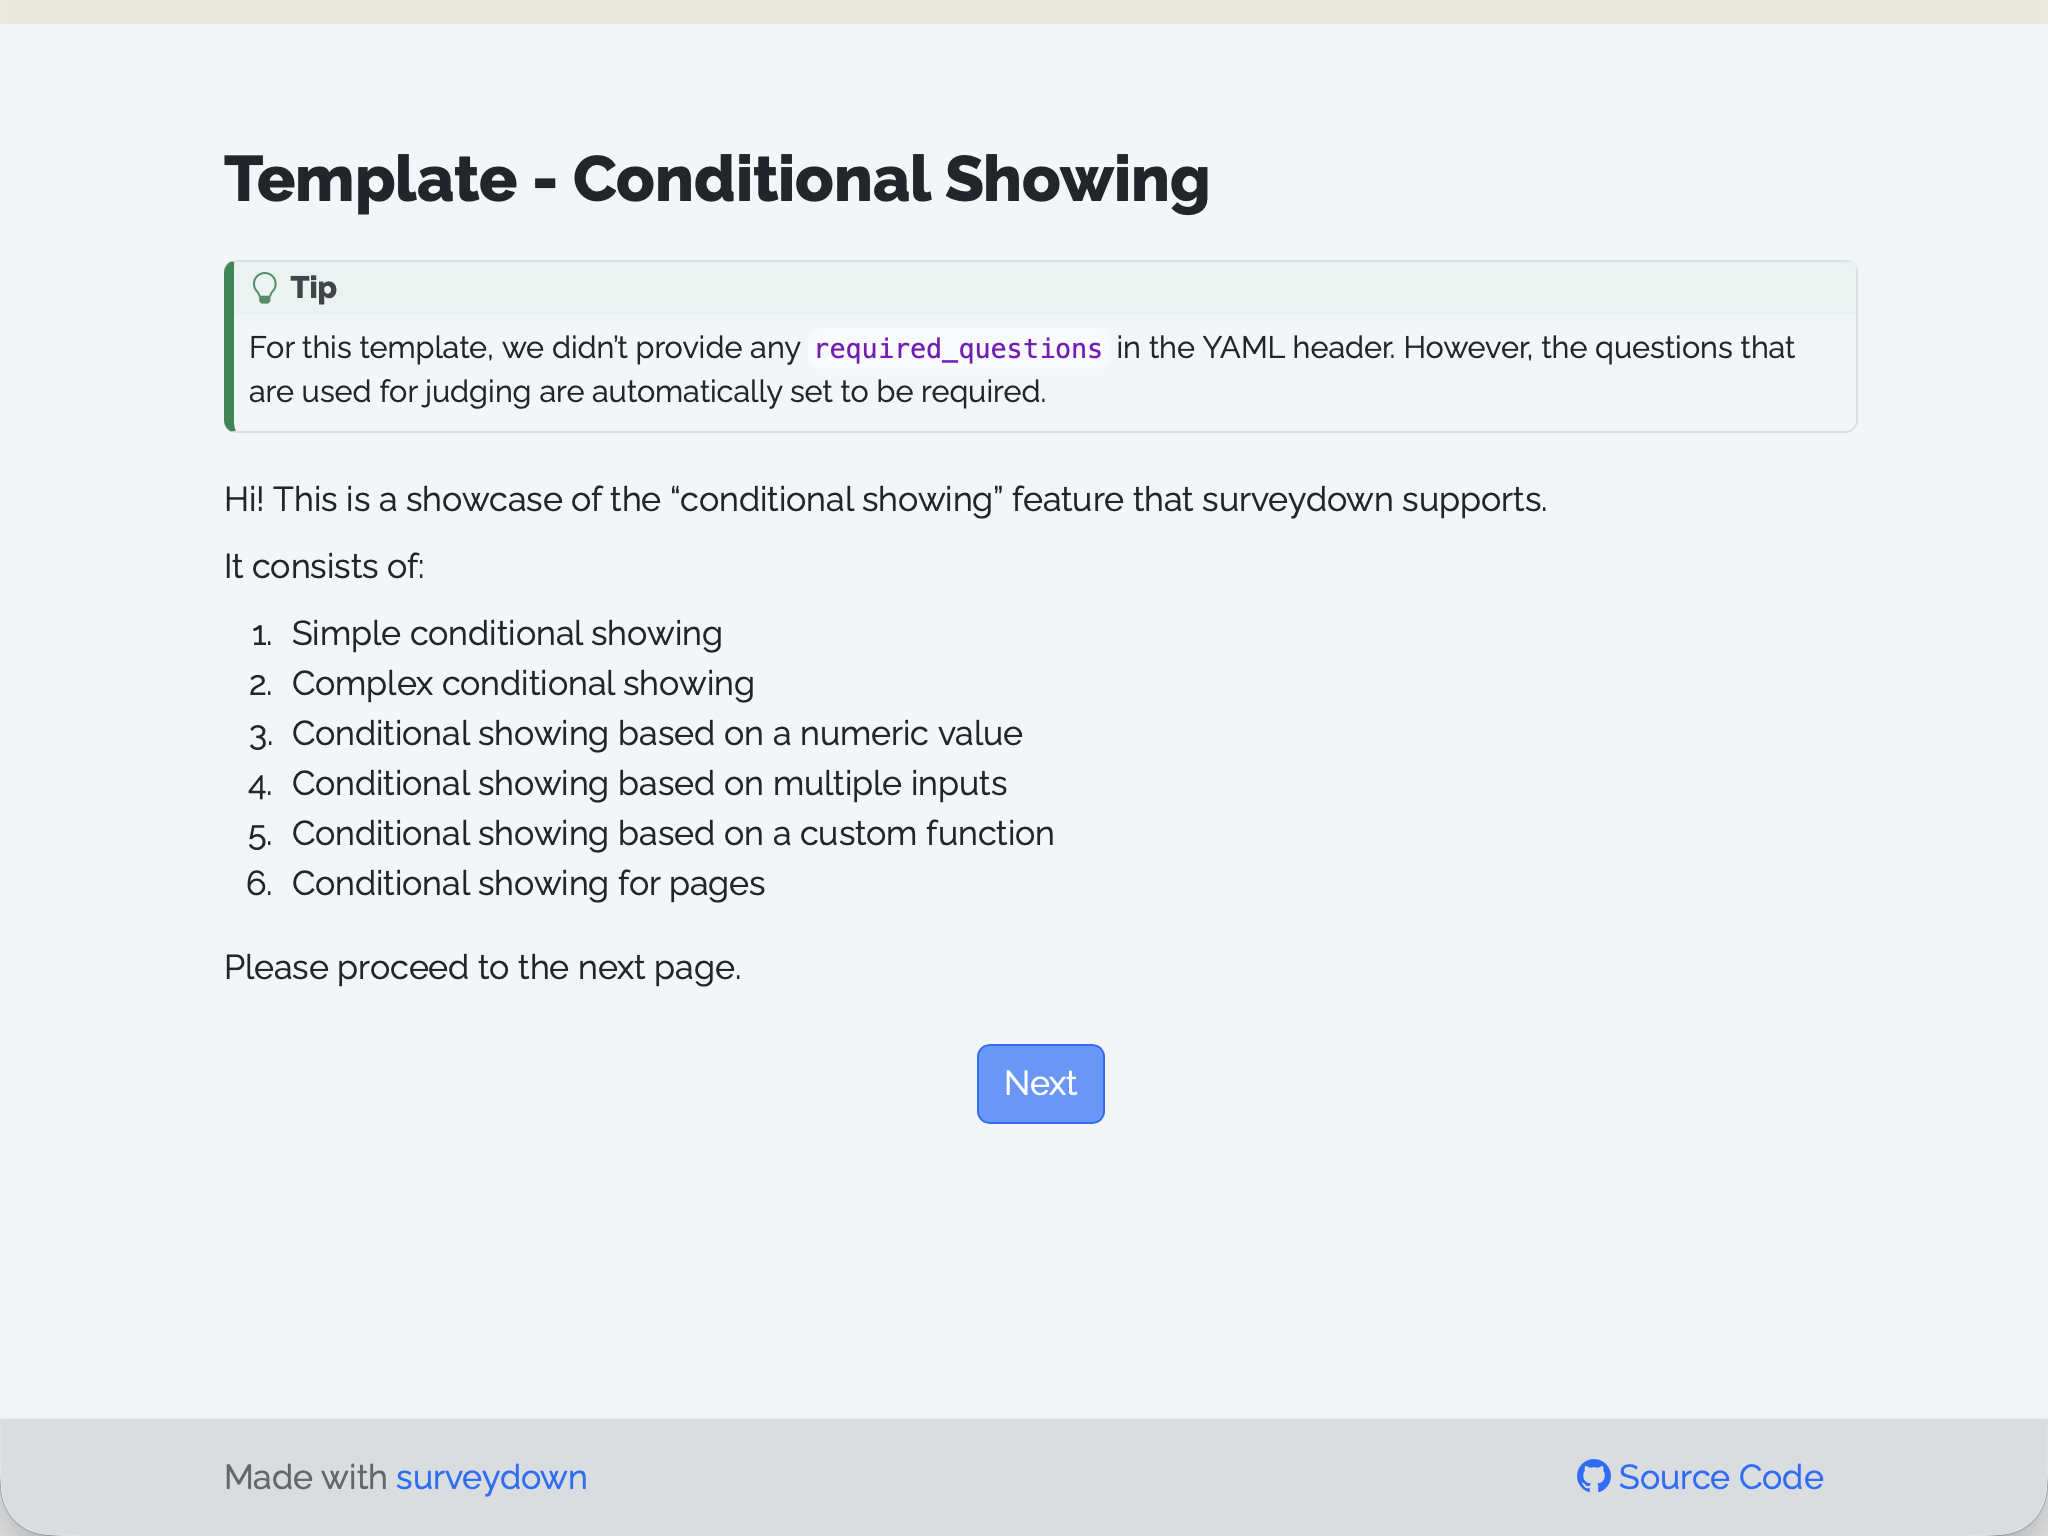 Template - Conditional Showing
Tip
For this template, we didn’t provide any required_questions in the YAML header. However, the questions that
are used for judging are automatically set to be required.
Hi! This is a showcase of the “conditional showing” feature that surveydown supports.
It consists of:
1. Simple conditional showing
2. Complex conditional showing
3. Conditional showing based on a numeric value
4. Conditional showing based on multiple inputs
5. Conditional showing based on a custom function
6. Conditional showing for pages
Please proceed to the next page.
Next
Made with surveydown
Source Code